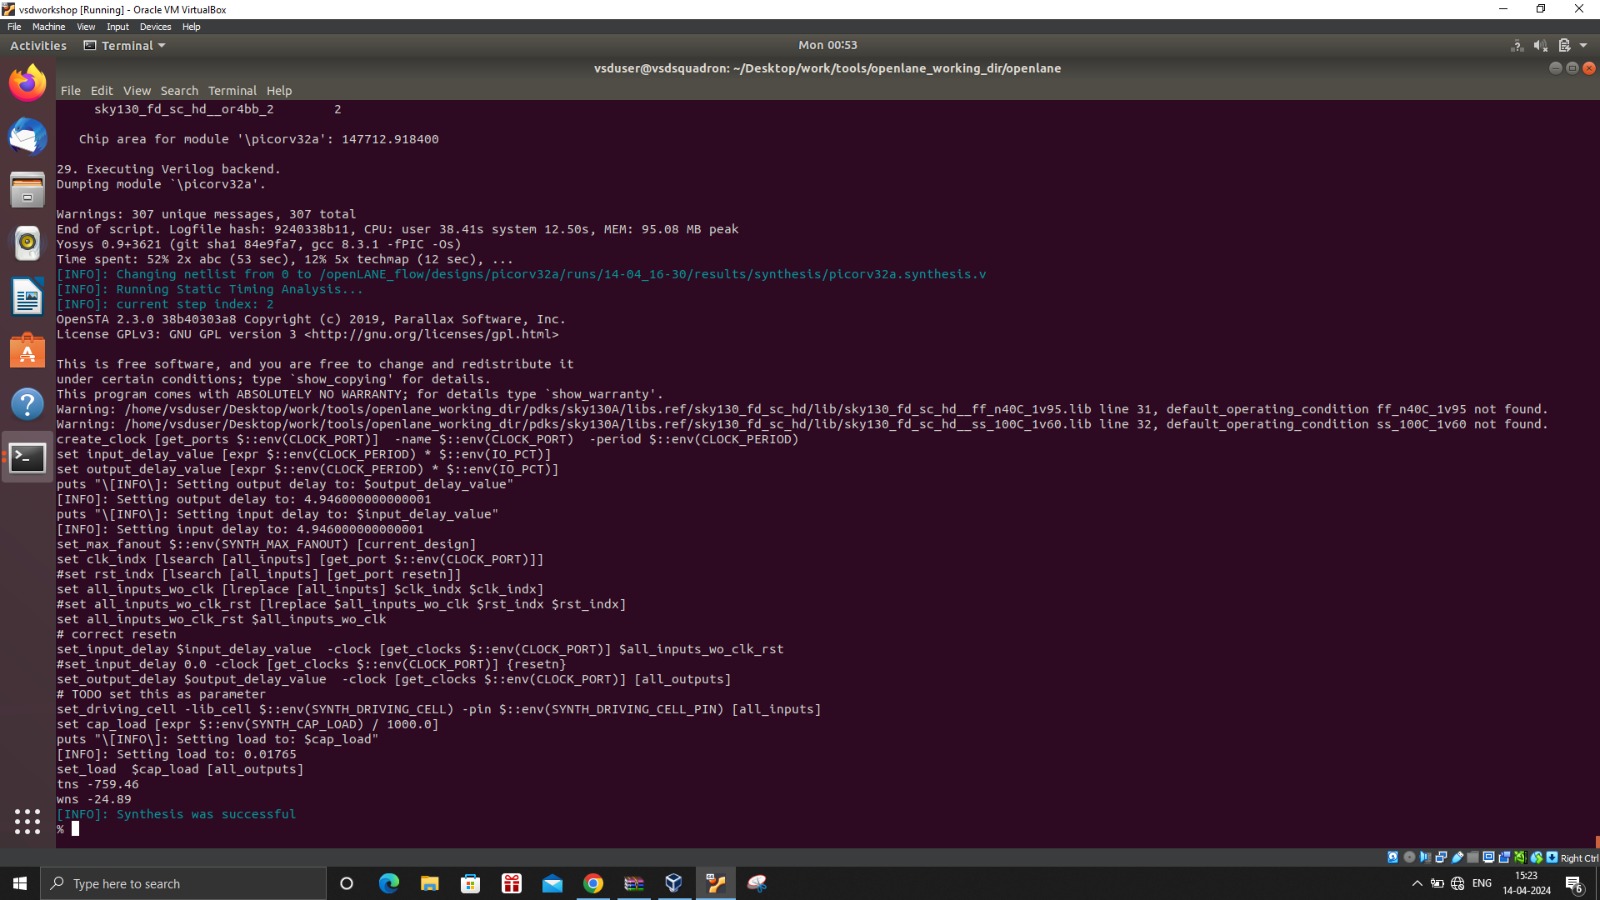 vsdworkshop [Running] - Oracle VM VirtualBox
File Machine View Input Devices Help
Activities Terminal Mon 00:53
vsduser@vsdsquadron: ~/Desktop/work/tools/openlane_working_dir/openlane
File Edit View Search Terminal Help
sky130_fd_sc_hd__or4bb_2 2
Chip area for module '\picorv32a': 147712.918400
29. Executing Verilog backend.
Dumping module `\picorv32a'.
Warnings: 307 unique messages, 307 total
End of script. Logfile hash: 9240338b11, CPU: user 38.41s system 12.50s, MEM: 95.08 MB peak
Yosys 0.9+3621 (git sha1 84e9fa7, gcc 8.3.1 -fPIC -Os)
Time spent: 52% 2x abc (53 sec), 12% 5x techmap (12 sec), ...
[INFO]: Changing netlist from 0 to /openLANE_flow/designs/picorv32a/runs/14-04_16-30/results/synthesis/picorv32a.synthesis.v
[INFO]: Running Static Timing Analysis...
[INFO]: current step index: 2
OpenSTA 2.3.0 38b40303a8 Copyright (c) 2019, Parallax Software, Inc.
License GPLv3: GNU GPL version 3 <http://gnu.org/licenses/gpl.html>
This is free software, and you are free to change and redistribute it
under certain conditions; type `show_copying' for details.
This program comes with ABSOLUTELY NO WARRANTY; for details type `show_warranty'.
Warning: /home/vsduser/Desktop/work/tools/openlane_working_dir/pdks/sky130A/libs.ref/sky130_fd_sc_hd/lib/sky130_fd_sc_hd__ff_n40C_1v95.lib line 31, default_operating_condition ff_n40C_1v95 not found.
Warning: /home/vsduser/Desktop/work/tools/openlane_working_dir/pdks/sky130A/libs.ref/sky130_fd_sc_hd/lib/sky130_fd_sc_hd__ss_100C_1v60.lib line 32, default_operating_condition ss_100C_1v60 not found.
create_clock [get_ports $::env(CLOCK_PORT)]  -name $::env(CLOCK_PORT)  -period $::env(CLOCK_PERIOD)
set input_delay_value [expr $::env(CLOCK_PERIOD) * $::env(IO_PCT)]
set output_delay_value [expr $::env(CLOCK_PERIOD) * $::env(IO_PCT)]
puts "\[INFO\]: Setting output delay to: $output_delay_value"
[INFO]: Setting output delay to: 4.946000000000001
puts "\[INFO\]: Setting input delay to: $input_delay_value"
[INFO]: Setting input delay to: 4.946000000000001
set_max_fanout $::env(SYNTH_MAX_FANOUT) [current_design]
set clk_indx [lsearch [all_inputs] [get_port $::env(CLOCK_PORT)]]
#set rst_indx [lsearch [all_inputs] [get_port resetn]]
set all_inputs_wo_clk [lreplace [all_inputs] $clk_indx $clk_indx]
#set all_inputs_wo_clk_rst [lreplace $all_inputs_wo_clk $rst_indx $rst_indx]
set all_inputs_wo_clk_rst $all_inputs_wo_clk
# correct resetn
set_input_delay $input_delay_value  -clock [get_clocks $::env(CLOCK_PORT)] $all_inputs_wo_clk_rst
#set_input_delay 0.0 -clock [get_clocks $::env(CLOCK_PORT)] {resetn}
set_output_delay $output_delay_value  -clock [get_clocks $::env(CLOCK_PORT)] [all_outputs]
# TODO set this as parameter
set_driving_cell -lib_cell $::env(SYNTH_DRIVING_CELL) -pin $::env(SYNTH_DRIVING_CELL_PIN) [all_inputs]
set cap_load [expr $::env(SYNTH_CAP_LOAD) / 1000.0]
puts "\[INFO\]: Setting load to: $cap_load"
[INFO]: Setting load to: 0.01765
set_load  $cap_load [all_outputs]
tns -759.46
wns -24.89
[INFO]: Synthesis was successful
%
Right Ctrl
Type here to search
ENG
15:23
14-04-2024
6